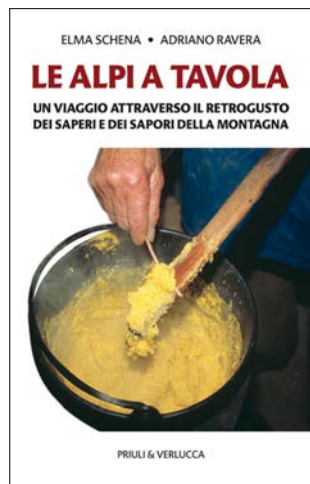 ELMA SCHENA • ADRIANO RAVERA
LE ALPI A TAVOLA
UN VIAGGIO ATTRAVERSO IL RETROGUSTO
DEI SAPERI E DEI SAPORI DELLA MONTAGNA
PRIULI & VERLUCCA